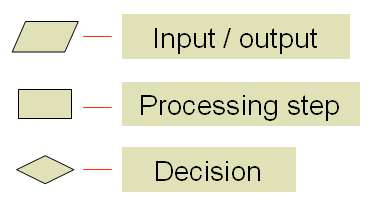 Input / output
Processing step
Decision